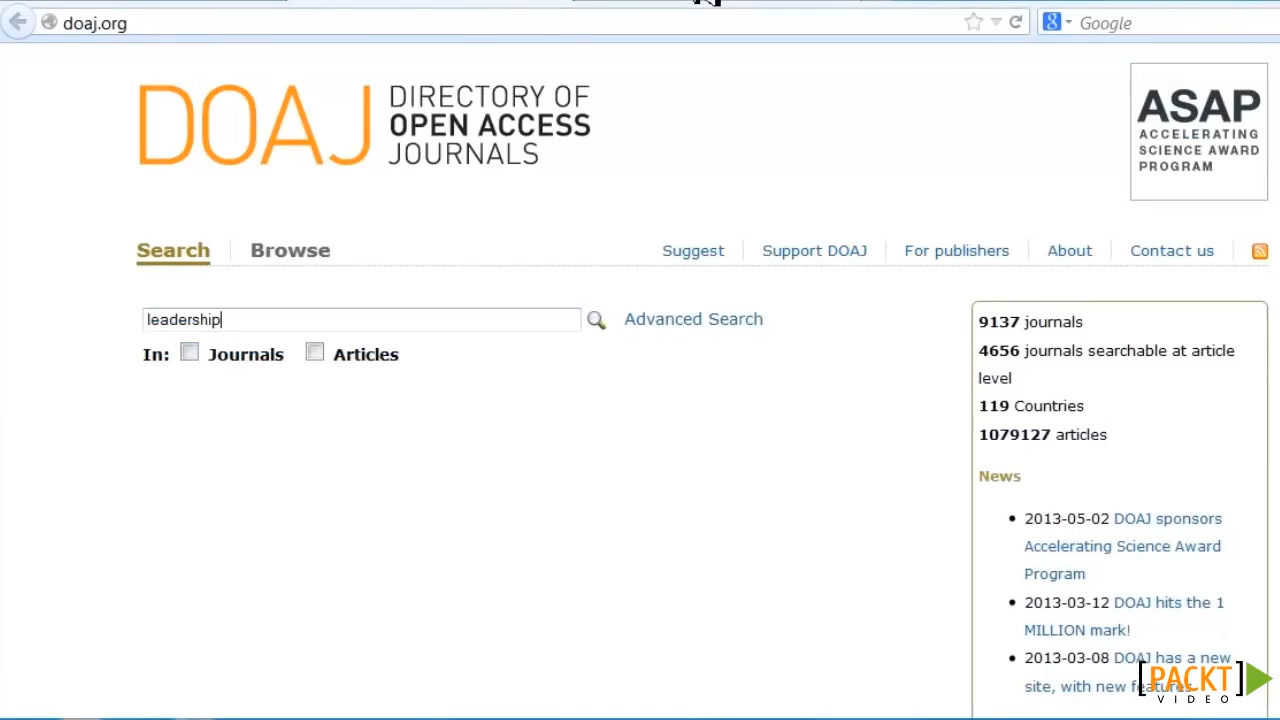 doaj.org
Google
DOAJ
DIRECTORY OF
OPEN ACCESS
JOURNALS
ASAP
ACCELERATING
SCIENCE AWARD
PROGRAM
Search
Browse
Suggest
Support DOAJ
For publishers
About
Contact us
leadership
Advanced Search
In: Journals Articles
9137 journals
4656 journals searchable at article
level
119 Countries
1079127 articles
News
2013-05-02 DOAJ sponsors
Accelerating Science Award
Program
2013-03-12 DOAJ hits the 1
MILLION mark!
2013-03-08 DOAJ has a new
site, with new features
[PACKT]
VIDEO